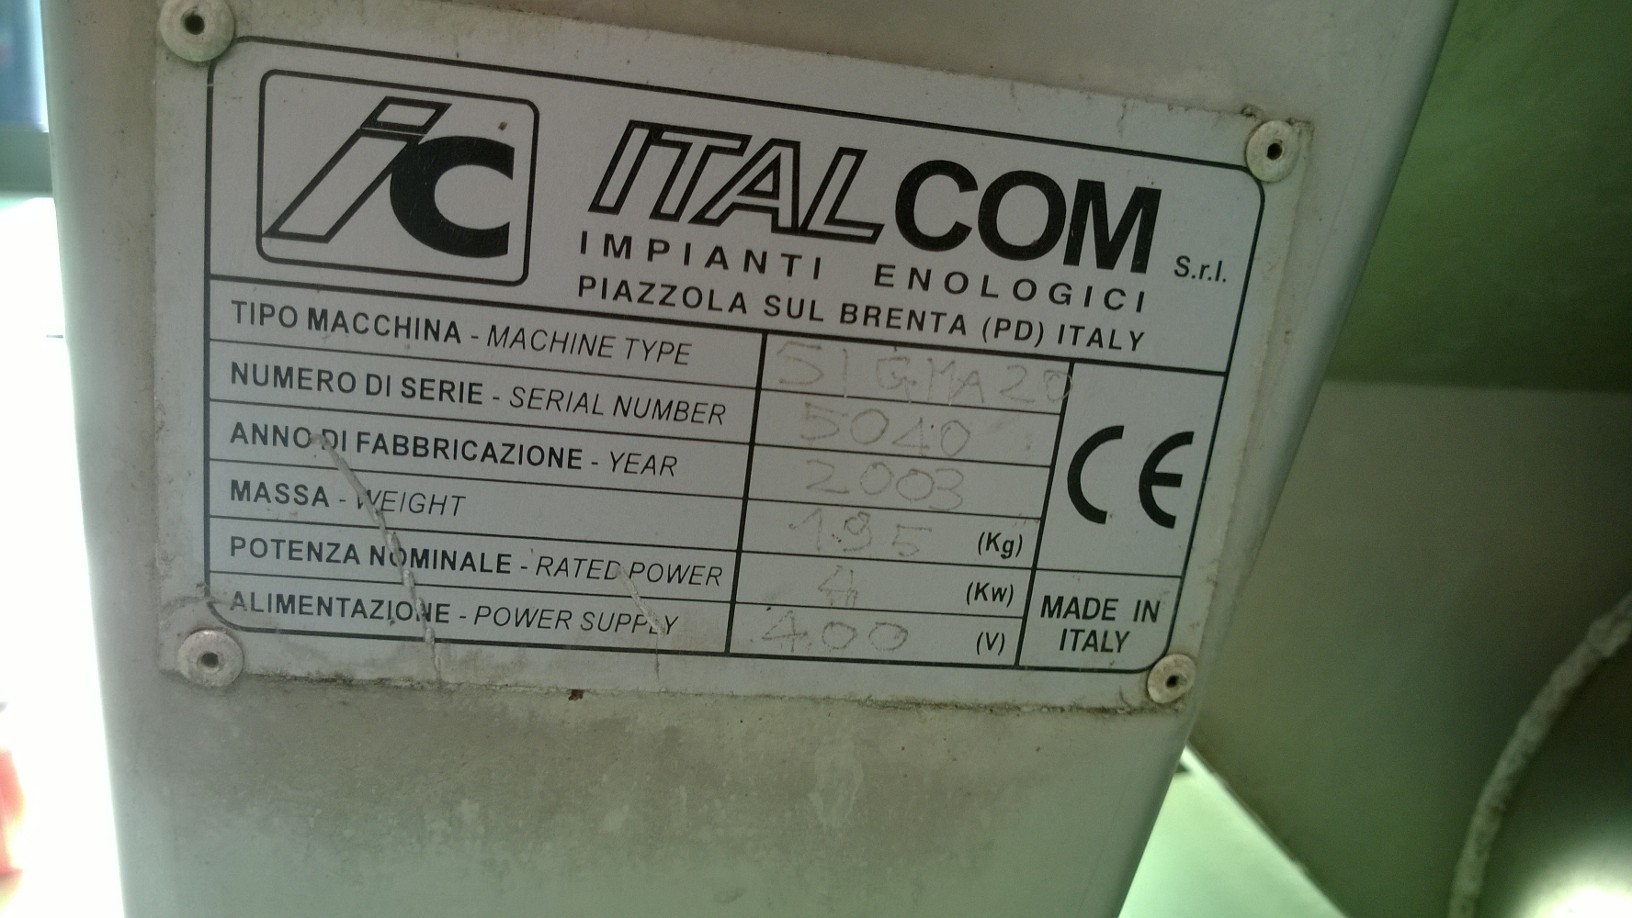 ic ITALCOM S.r.l.
IMPIANTI ENOLOGICI
PIAZZOLA SUL BRENTA (PD) ITALY
TIPO MACCHINA - MACHINE TYPE SIGMA20
NUMERO DI SERIE - SERIAL NUMBER 5040
ANNO DI FABBRICAZIONE - YEAR 2003
MASSA - WEIGHT 195 (Kg)
POTENZA NOMINALE - RATED POWER 4 (Kw)
ALIMENTAZIONE - POWER SUPPLY 400 (V)
CE
MADE IN
ITALY